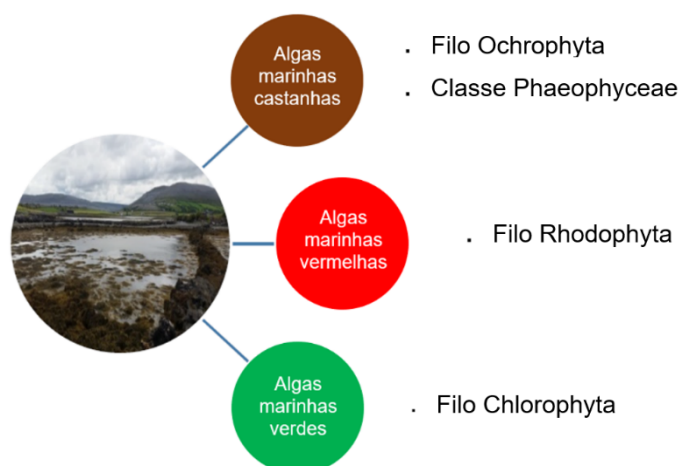 Algas
marinhas
castanhas
. Filo Ochrophyta
. Classe Phaeophyceae
Algas
marinhas
vermelhas
. Filo Rhodophyta
Algas
marinhas
verdes
. Filo Chlorophyta